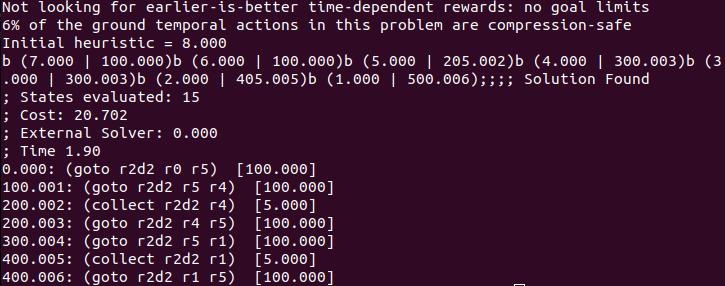 Not looking for earlier-is-better time-dependent rewards: no goal limits
6% of the ground temporal actions in this problem are compression-safe
Initial heuristic = 8.000
b (7.000 | 100.000)b (6.000 | 100.000)b (5.000 | 205.002)b (4.000 | 300.003)b (3
.000 | 300.003)b (2.000 | 405.005)b (1.000 | 500.006);;;; Solution Found
; States evaluated: 15
; Cost: 20.702
; External Solver: 0.000
; Time 1.90
0.000: (goto r2d2 r0 r5)  [100.000]
100.001: (goto r2d2 r5 r4)  [100.000]
200.002: (collect r2d2 r4)  [5.000]
200.003: (goto r2d2 r4 r5)  [100.000]
300.004: (goto r2d2 r5 r1)  [100.000]
400.005: (collect r2d2 r1)  [5.000]
400.006: (goto r2d2 r1 r5)  [100.000]